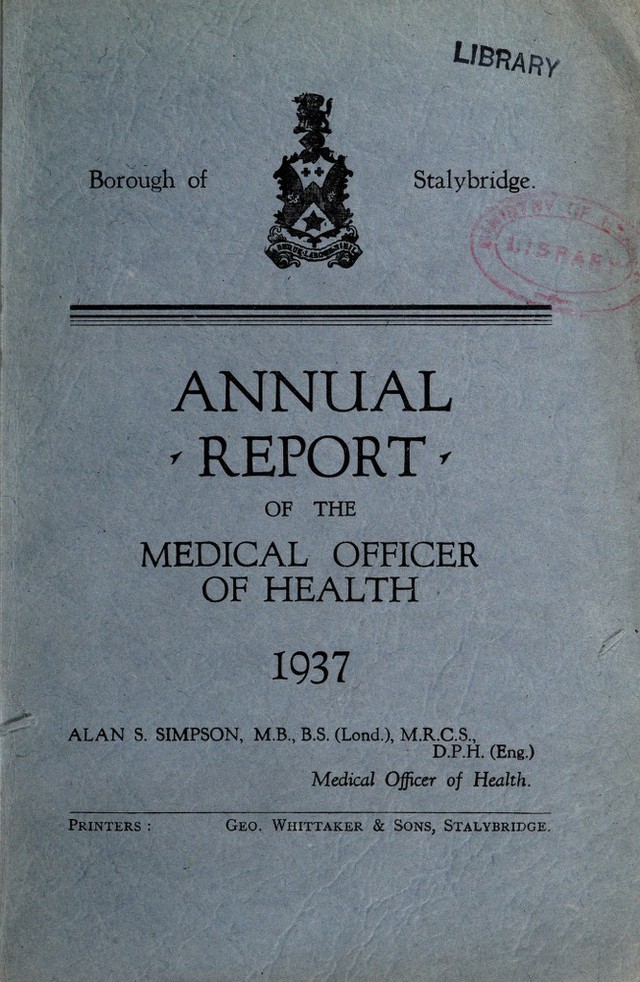 LIBRARY
Borough of Stalybridge.
LIBRARY
ANNUAL
REPORT
OF THE
MEDICAL OFFICER
OF HEALTH
1937
ALAN S. SIMPSON, M.B., B.S. (Lond.), M.R.C.S.,
D.P.H. (Eng.)
Medical Officer of Health.
PRINTERS : GEO. WHITTAKER & SONS, STALYBRIDGE.